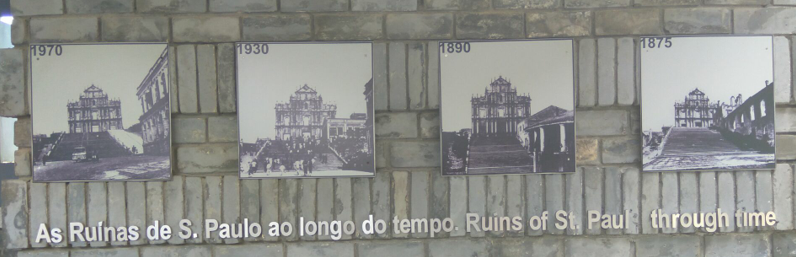 1970 1930 1890 1875
As Ruínas de S. Paulo ao longo do tempo. Ruins of St. Paul through time